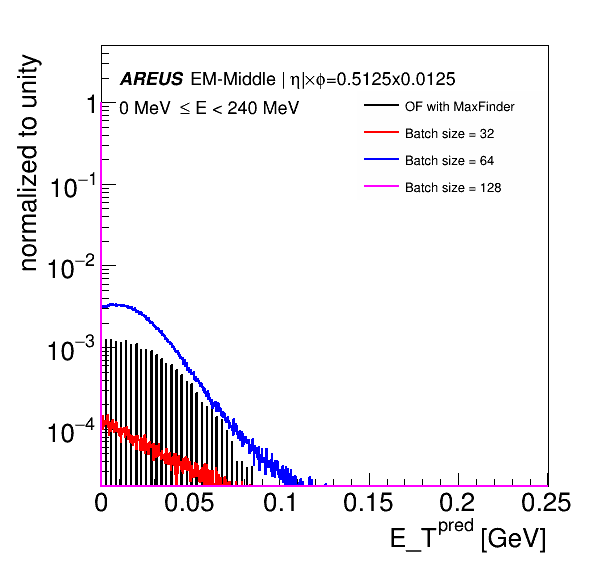 normalized to unity
AREUS EM-Middle | η|×ϕ=0.5125x0.0125
0 MeV ≤ E < 240 MeV
OF with MaxFinder
Batch size = 32
Batch size = 64
Batch size = 128
1
10⁻¹
10⁻²
10⁻³
10⁻⁴
0 0.05 0.1 0.15 0.2 0.25
E_T^pred [GeV]